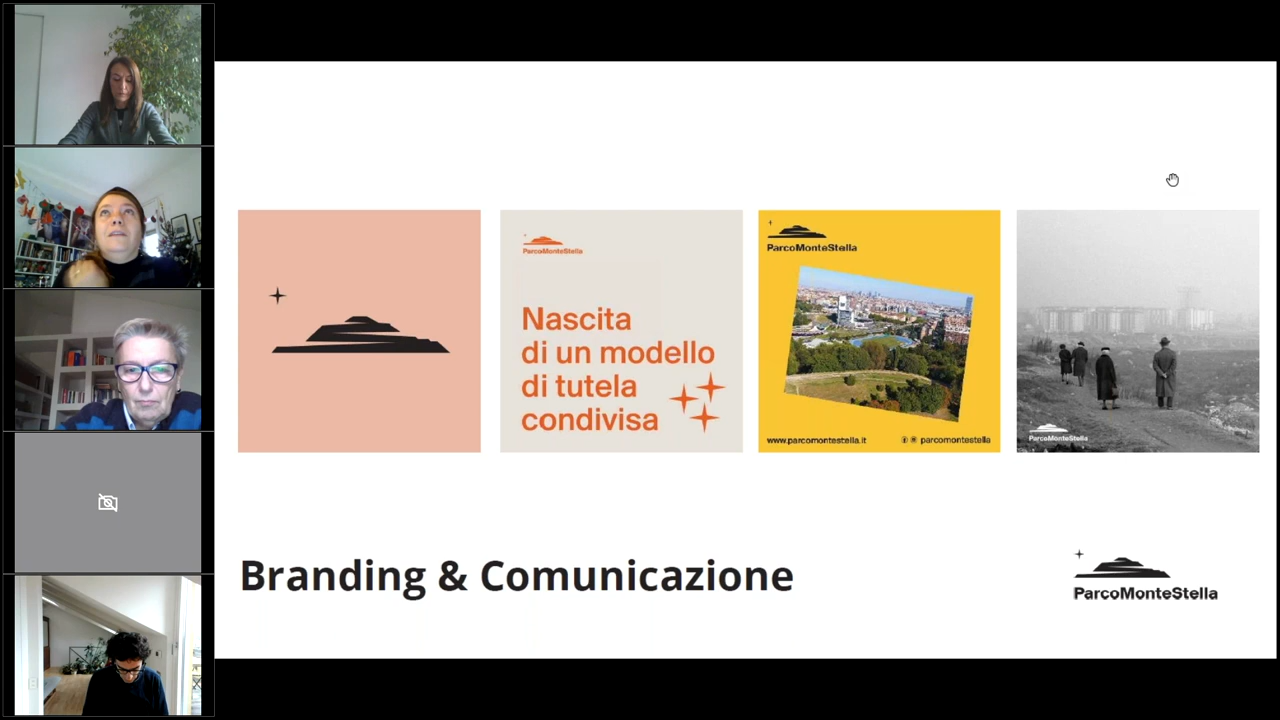 ParcoMonteStella
Nascita
di un modello
di tutela
condivisa
ParcoMonteStella
www.parcomontestella.it
parcomontestella
ParcoMonteStella
Branding & Comunicazione
ParcoMonteStella